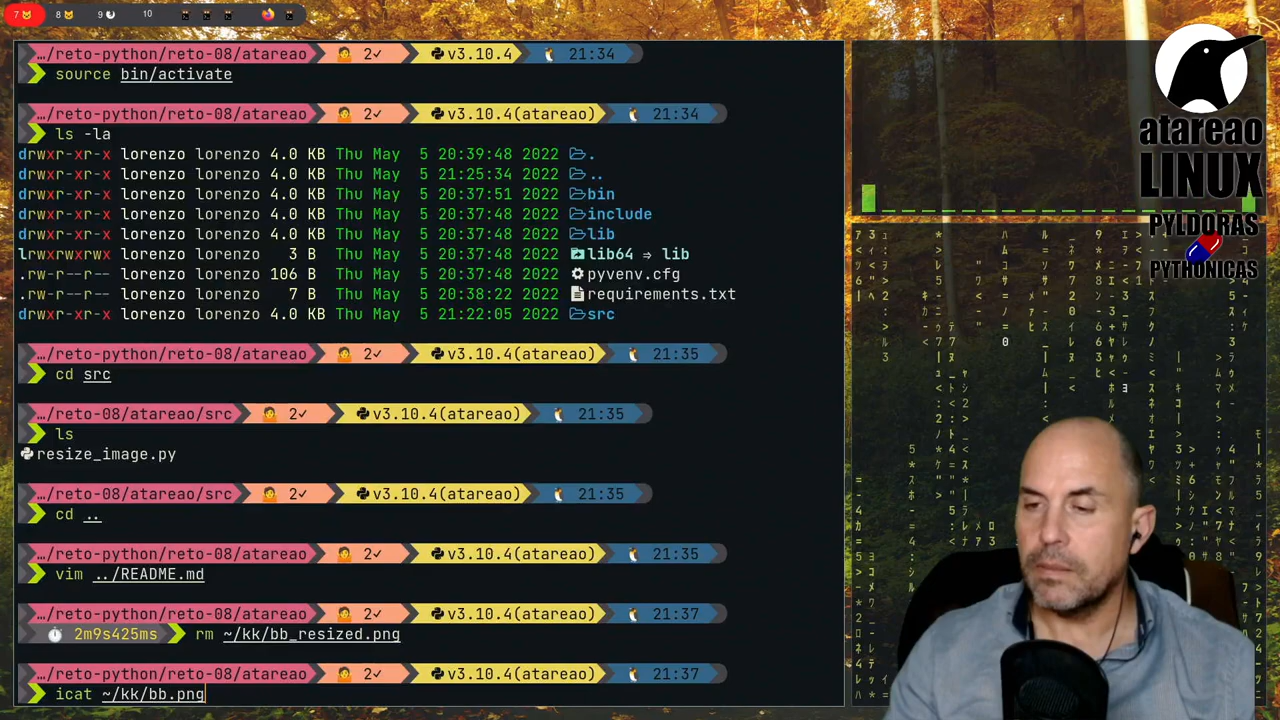 7 8 9 10
…/reto-python/reto-08/atareao 2✓ v3.10.4 21:34
source bin/activate
…/reto-python/reto-08/atareao 2✓ v3.10.4(atareao) 21:34
ls -la
drwxr-xr-x lorenzo lorenzo 4.0 KB Thu May  5 20:39:48 2022 .
drwxr-xr-x lorenzo lorenzo 4.0 KB Thu May  5 21:25:34 2022 ..
drwxr-xr-x lorenzo lorenzo 4.0 KB Thu May  5 20:37:51 2022 bin
drwxr-xr-x lorenzo lorenzo 4.0 KB Thu May  5 20:37:48 2022 include
drwxr-xr-x lorenzo lorenzo 4.0 KB Thu May  5 20:37:48 2022 lib
lrwxrwxrwx lorenzo lorenzo   3 B  Thu May  5 20:37:48 2022 lib64 ⇒ lib
.rw-r--r-- lorenzo lorenzo 106 B  Thu May  5 20:37:48 2022 pyvenv.cfg
.rw-r--r-- lorenzo lorenzo   7 B  Thu May  5 20:38:22 2022 requirements.txt
drwxr-xr-x lorenzo lorenzo 4.0 KB Thu May  5 21:22:05 2022 src
…/reto-python/reto-08/atareao 2✓ v3.10.4(atareao) 21:35
cd src
…/reto-08/atareao/src 2✓ v3.10.4(atareao) 21:35
ls
resize_image.py
…/reto-08/atareao/src 2✓ v3.10.4(atareao) 21:35
cd ..
…/reto-python/reto-08/atareao 2✓ v3.10.4(atareao) 21:35
vim ../README.md
…/reto-python/reto-08/atareao 2✓ v3.10.4(atareao) 21:37
2m9s425ms rm ~/kk/bb_resized.png
…/reto-python/reto-08/atareao 2✓ v3.10.4(atareao) 21:37
icat ~/kk/bb.png
atareao
LINUX
PYLDORAS
PYTHONICAS